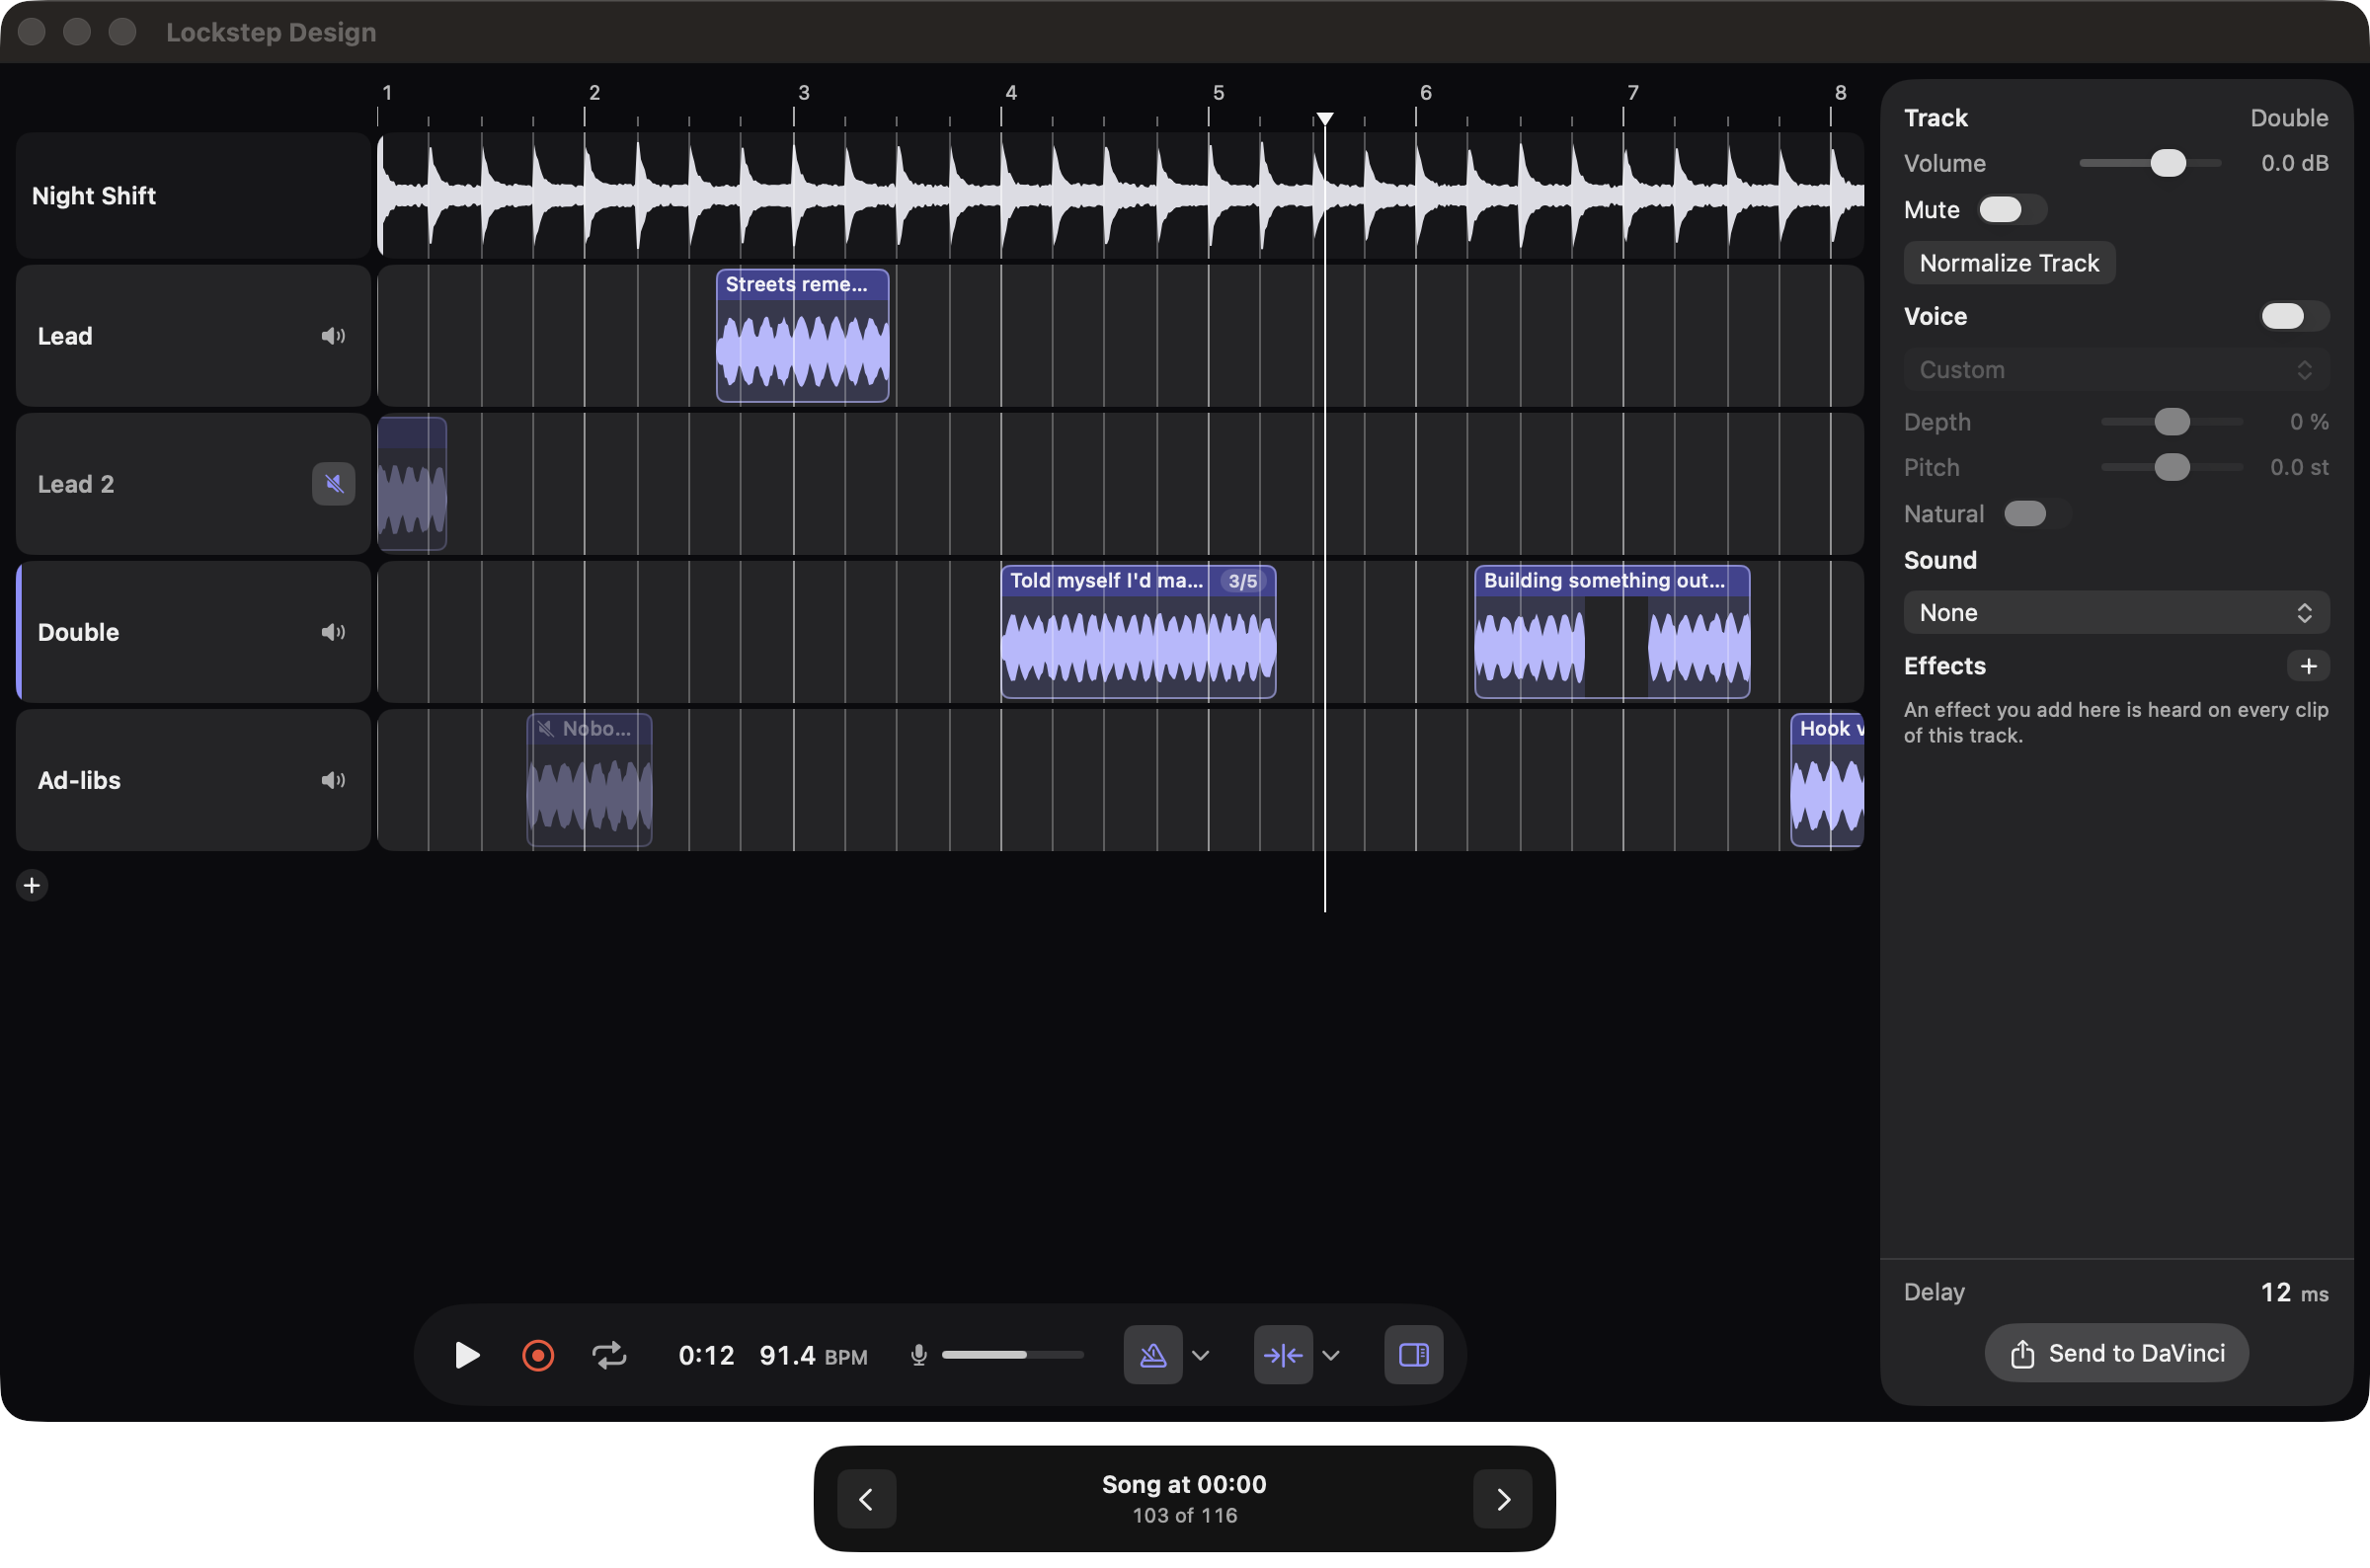 Lockstep Design
1 2 3 4 5 6 7 8
Night Shift
Lead
Streets reme...
Lead 2
Double
Told myself I'd ma... 3/5
Building something out...
Ad-libs
Nobo...
Hook v
Track Double
Volume 0.0 dB
Mute
Normalize Track
Voice
Custom
Depth 0 %
Pitch 0.0 st
Natural
Sound
None
Effects
An effect you add here is heard on every clip
of this track.
Delay 12 ms
Send to DaVinci
0:12 91.4 BPM
Song at 00:00
103 of 116